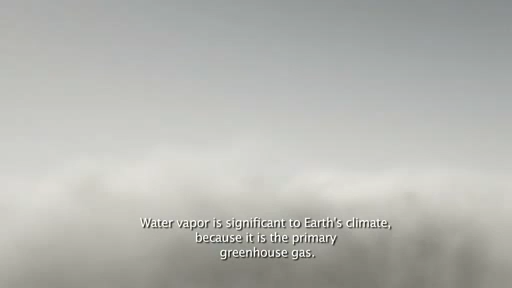 Water vapor is significant to Earth's climate,
because it is the primary
greenhouse gas.